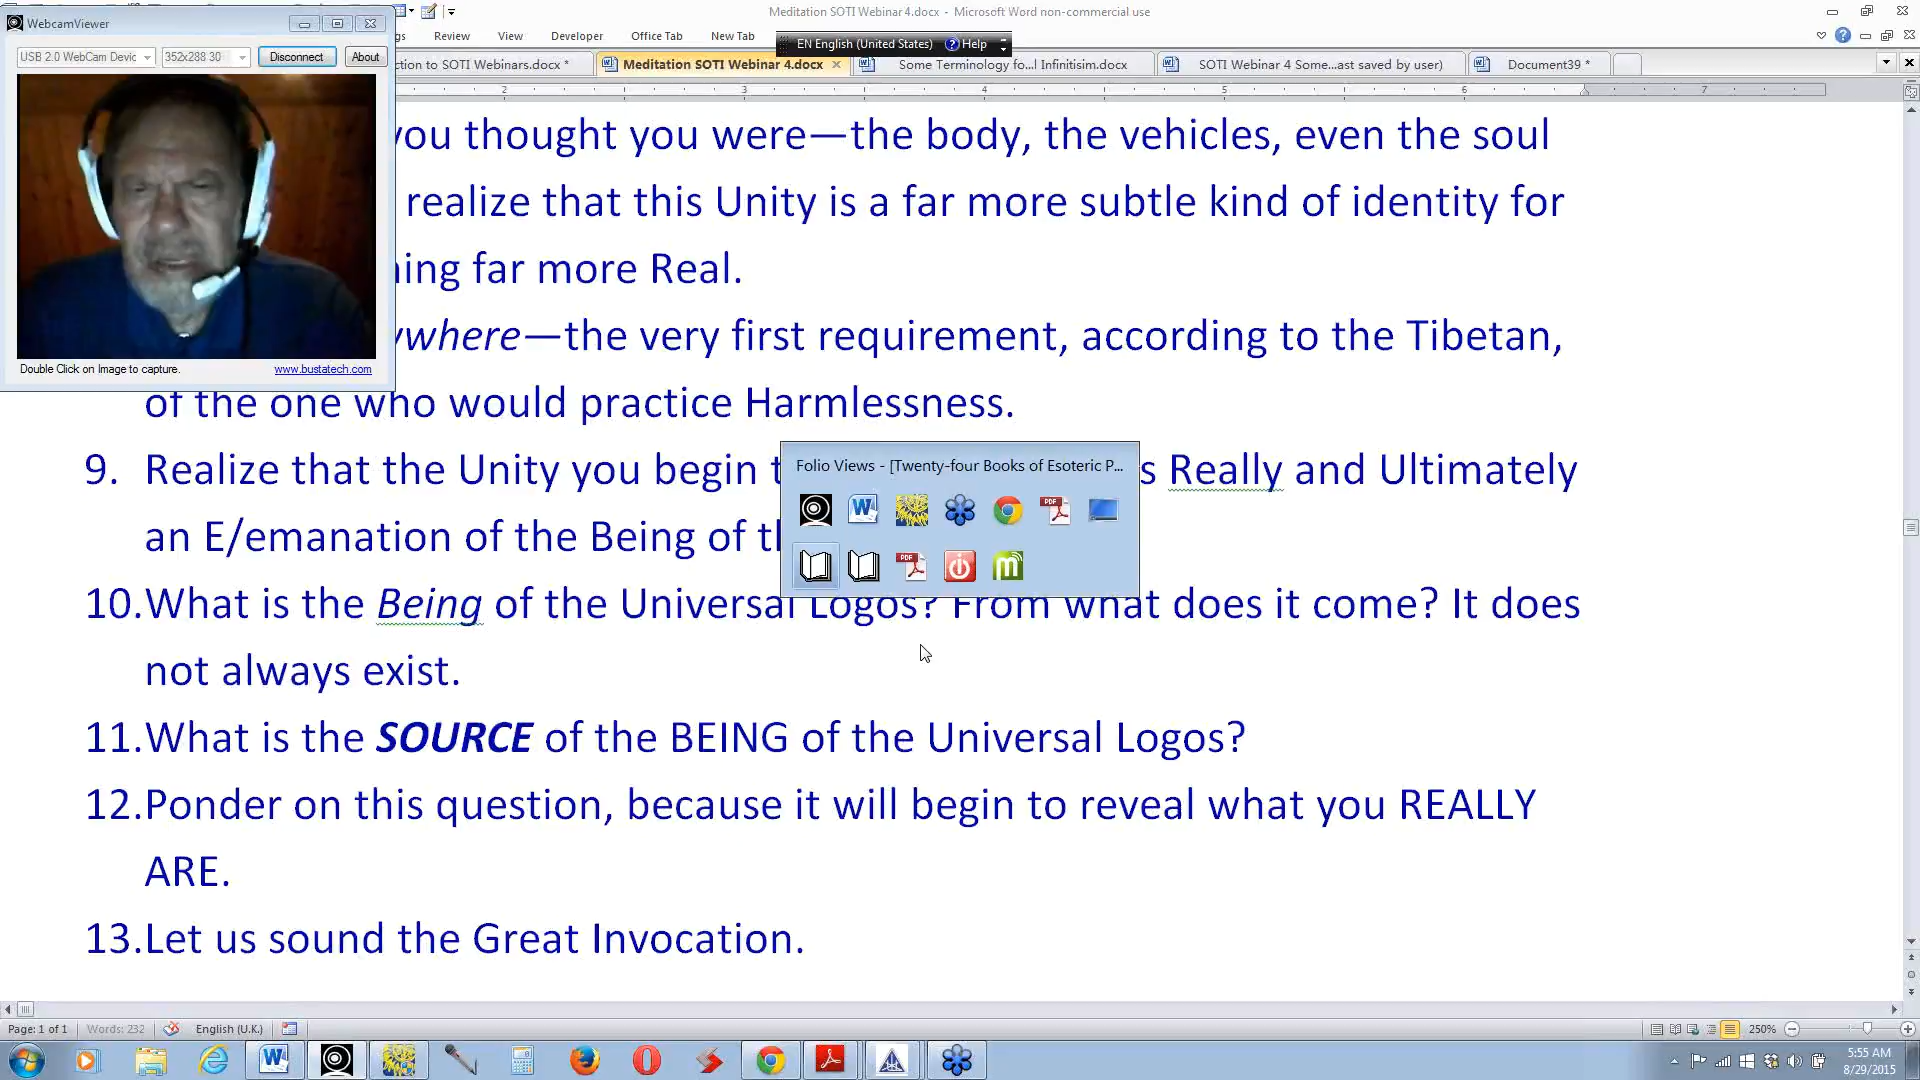 Meditation SOTI Webinar 4.docx - Microsoft Word non-commercial use
WebcamViewer
Review View Developer Office Tab New Tab
EN English (United States) Help
USB 2.0 WebCam Devic 352x288 30 Disconnect About
ction to SOTI Webinars.docx * Meditation SOTI Webinar 4.docx Some Terminology fo...l Infinitisim.docx SOTI Webinar 4 Some...ast saved by user) Document39 *
2 3 4 5 6 7
you thought you were—the body, the vehicles, even the soul
realize that this Unity is a far more subtle kind of identity for
ing far more Real.
where—the very first requirement, according to the Tibetan,
Double Click on Image to capture. www.bustatech.com
of the one who would practice Harmlessness.
Folio Views - [Twenty-four Books of Esoteric P...
9. Realize that the Unity you begin Really and Ultimately
an E/emanation of the Being of
10.What is the Being of the Universal Logos? From what does it come? It does
not always exist.
11.What is the SOURCE of the BEING of the Universal Logos?
12.Ponder on this question, because it will begin to reveal what you REALLY
ARE.
13.Let us sound the Great Invocation.
Page: 1 of 1 Words: 232 English (U.K.) 250%
5:55 AM
8/29/2015